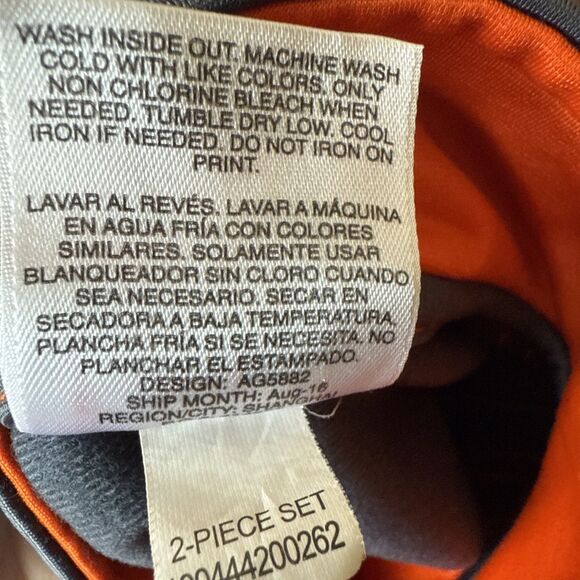 WASH INSIDE OUT. MACHINE WASH
COLD WITH LIKE COLORS. ONLY
NON CHLORINE BLEACH WHEN
NEEDED. TUMBLE DRY LOW. COOL
IRON IF NEEDED. DO NOT IRON ON
PRINT.
LAVAR AL REVÉS. LAVAR A MÁQUINA
EN AGUA FRÍA CON COLORES
SIMILARES. SOLAMENTE USAR
BLANQUEADOR SIN CLORO CUANDO
SEA NECESARIO. SECAR EN
SECADORA A BAJA TEMPERATURA.
PLANCHA FRÍA SI SE NECESITA. NO
PLANCHAR EL ESTAMPADO.
DESIGN: AG5882
SHIP MONTH: Aug-16
REGION/CITY: SHANGHAI
2-PIECE SET